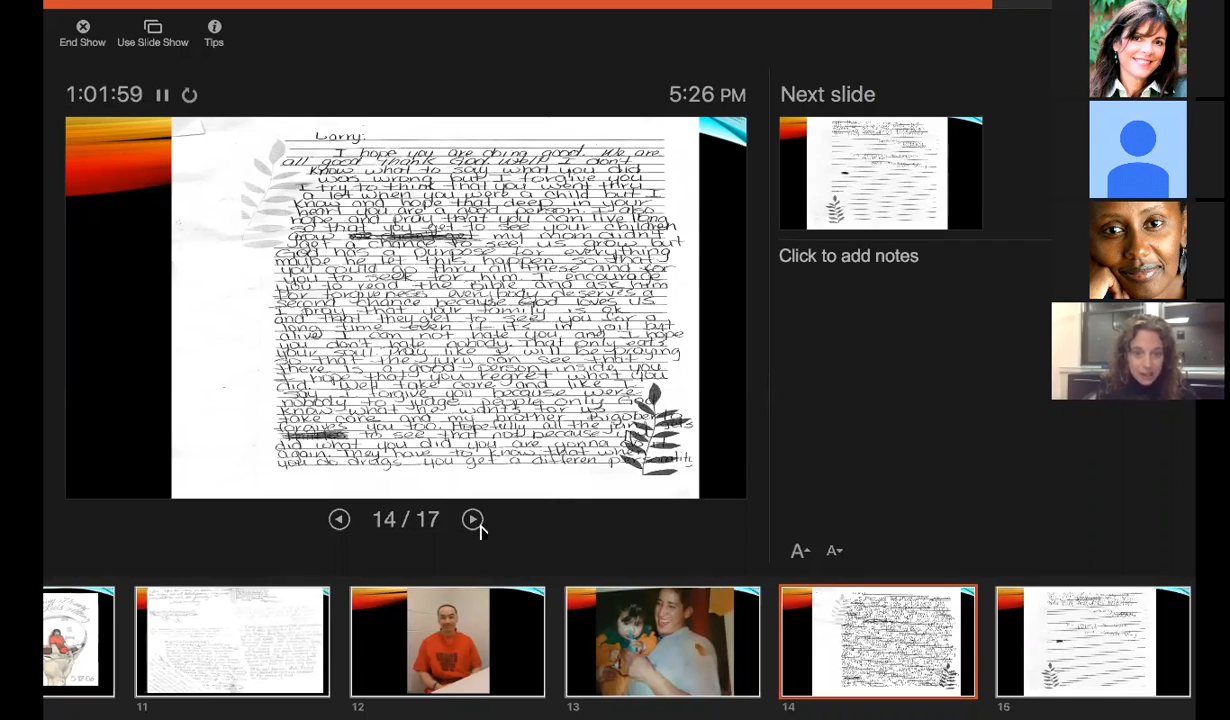 End Show
Use Slide Show
Tips
1:01:59
5:26 PM
Next slide
Click to add notes
Larry:
I hope you are doing good. We are
all good thank God. Well I don't
know what to say what you did
was wrong but I forgive you
I try to think that you went thru
a lot when you were a child but I
know and hope that deep in your
heart you are a good person. I also
hope and pray that you can live long
so that you get to see your children
grow my mom didn't
get a chance to see us grow but
God has a purpose for everything
maybe he let this happen so that
you could go thru all these and for
you to seek for him. I encourage
you to read the Bible and ask him
for forgiveness everybody deserves a
second chance because God loves us
I pray that your family is ok
and that they get to see you for a
long time even if it's in jail but
alive I can not hate you and I hope
you don't hate nobody. That only eats
your soul pray like I will be praying
so that the jury can see that
there is a good person inside you
I hope that you regret what you
did. Well take care and like I
say I forgive you because were
nobody to judge people only God
know what he wants for us
take care and my brother
forgives you too. Hopefully all the jury gets
to see that not because
did what you did you are gonna
again. They have to know that when
you do drugs you get a differen
14 / 17
A
A
11
12
13
14
15